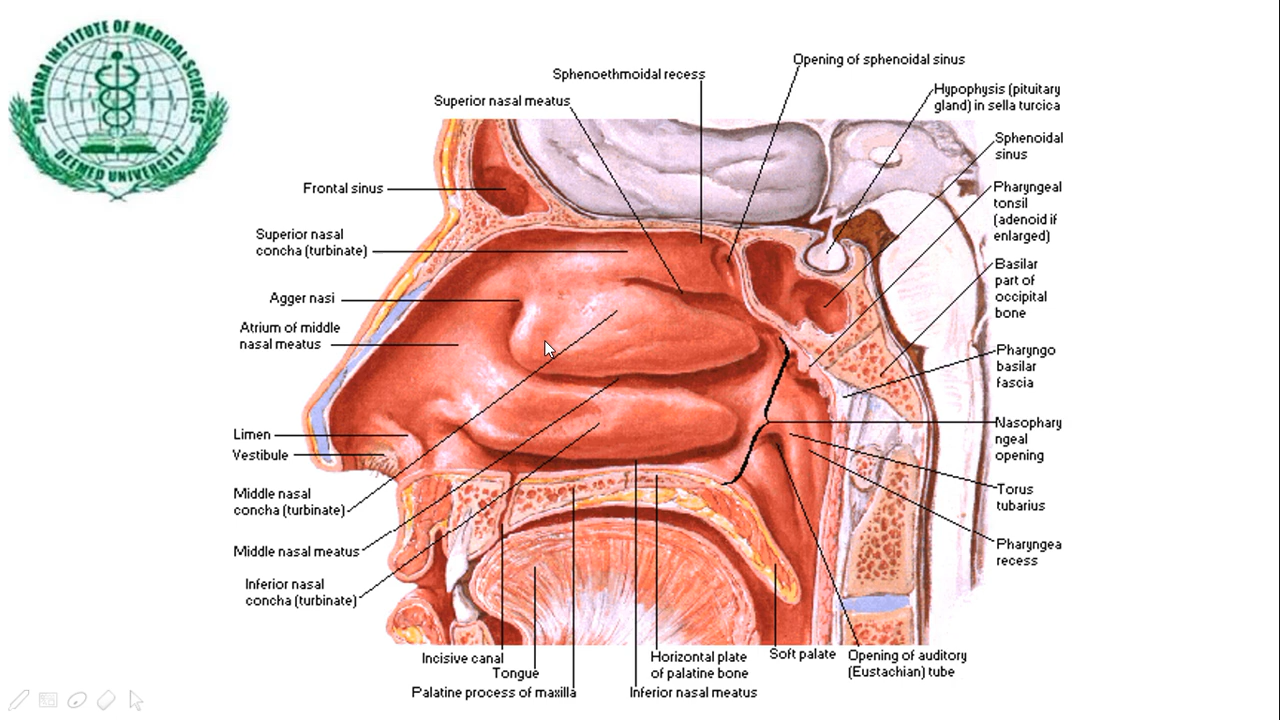 PRAVARA INSTITUTE OF MEDICAL SCIENCES
DEEMED UNIVERSITY
Opening of sphenoidal sinus
Sphenoethmoidal recess
Superior nasal meatus
Hypophysis (pituitary
gland) in sella turcica
Sphenoidal
sinus
Frontal sinus
Pharyngeal
tonsil
(adenoid if
enlarged)
Superior nasal
concha (turbinate)
Basilar
part of
occipital
bone
Agger nasi
Atrium of middle
nasal meatus
Pharyngo
basilar
fascia
Limen
Vestibule
Nasophary
ngeal
opening
Middle nasal
concha (turbinate)
Torus
tubarius
Middle nasal meatus
Pharyngea
recess
Inferior nasal
concha (turbinate)
Incisive canal
Tongue
Palatine process of maxilla
Horizontal plate
of palatine bone
Inferior nasal meatus
Soft palate
Opening of auditory
(Eustachian) tube